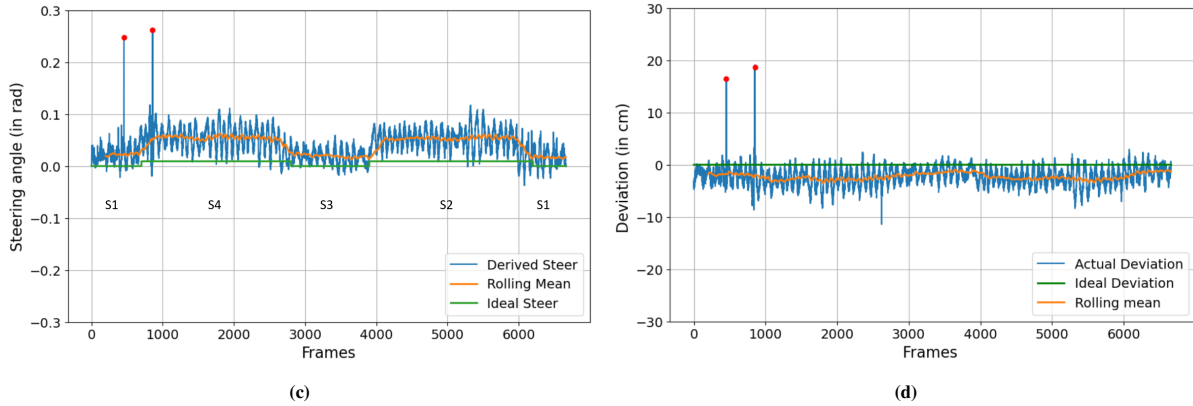 0.3
0.2
0.1
0.0
−0.1
−0.2
−0.3
Steering angle (in rad)
S1
S4
S3
S2
S1
Derived Steer
Rolling Mean
Ideal Steer
0
1000
2000
3000
4000
5000
6000
Frames
(c)
30
20
10
0
−10
−20
−30
Deviation (in cm)
Actual Deviation
Ideal Deviation
Rolling mean
0
1000
2000
3000
4000
5000
6000
Frames
(d)